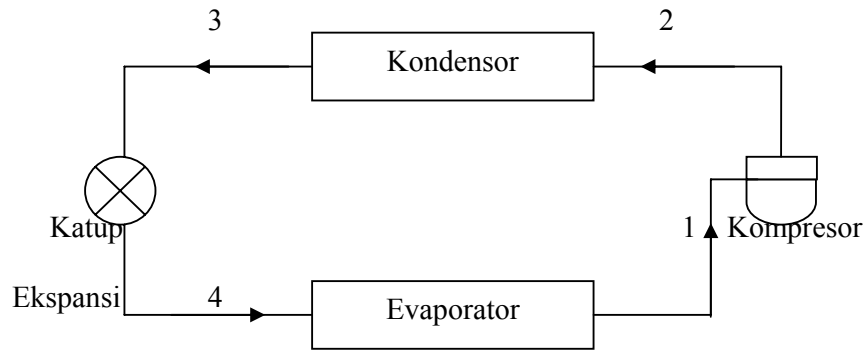 3
2
Kondensor
Katup
1 Kompresor
Ekspansi
4
Evaporator